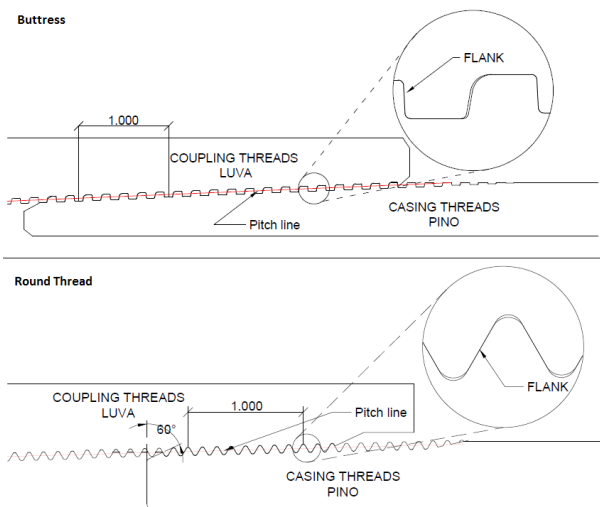 Buttress
FLANK
1.000
COUPLING THREADS
LUVA
CASING THREADS
PINO
Pitch line
Round Thread
COUPLING THREADS
LUVA
1.000
Pitch line
60°
FLANK
CASING THREADS
PINO